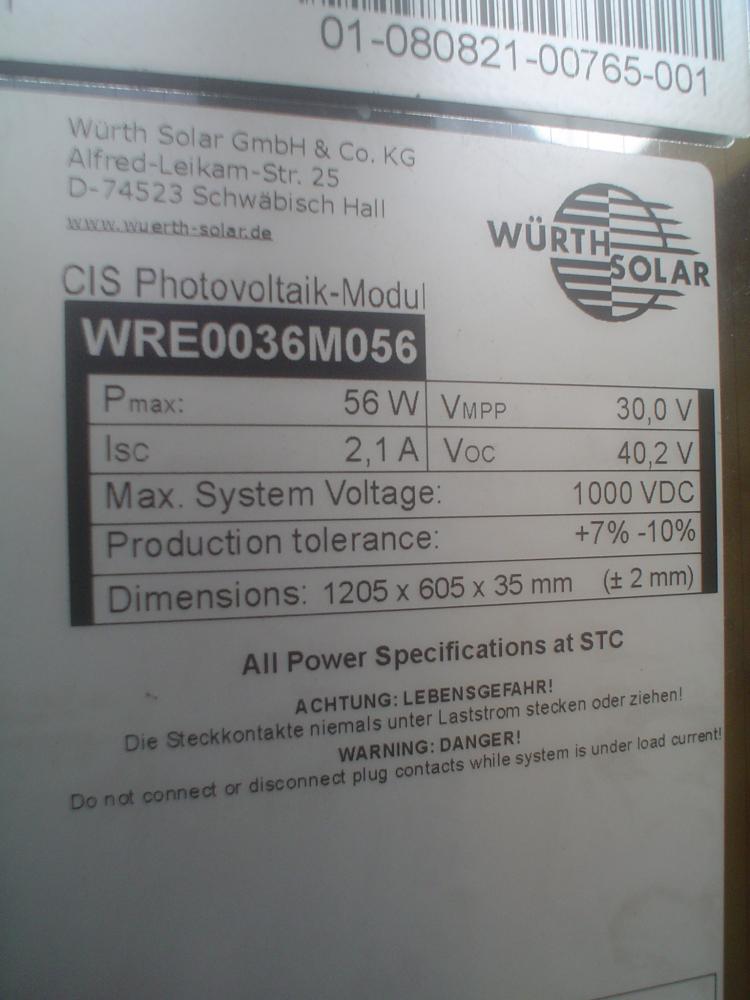 01-080821-00765-001
Würth Solar GmbH & Co. KG
Alfred-Leikam-Str. 25
D-74523 Schwäbisch Hall
www.wuerth-solar.de
WÜRTH
SOLAR
CIS Photovoltaik-Modul
WRE0036M056
Pmax: 56 W VMPP 30,0 V
Isc 2,1 A Voc 40,2 V
Max. System Voltage: 1000 VDC
Production tolerance: +7% -10%
Dimensions: 1205 x 605 x 35 mm (± 2 mm)
All Power Specifications at STC
ACHTUNG: LEBENSGEFAHR!
Die Steckkontakte niemals unter Laststrom stecken oder ziehen!
WARNING: DANGER!
Do not connect or disconnect plug contacts while system is under load current!